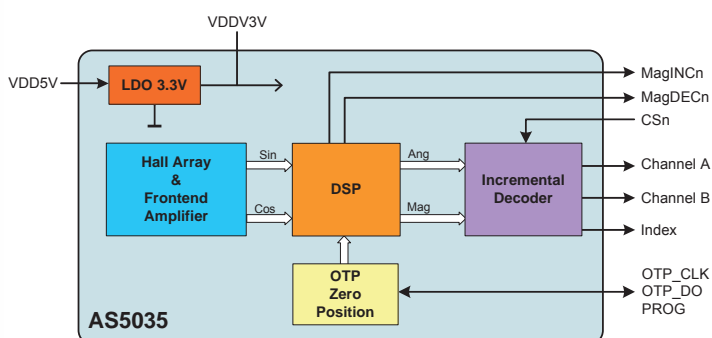 VDDV3V
VDD5V
LDO 3.3V
MagINCn
MagDECn
CSn
Hall Array
&
Frontend
Amplifier
Sin
Cos
DSP
Ang
Mag
Incremental
Decoder
Channel A
Channel B
Index
OTP
Zero
Position
OTP_CLK
OTP_DO
PROG
AS5035